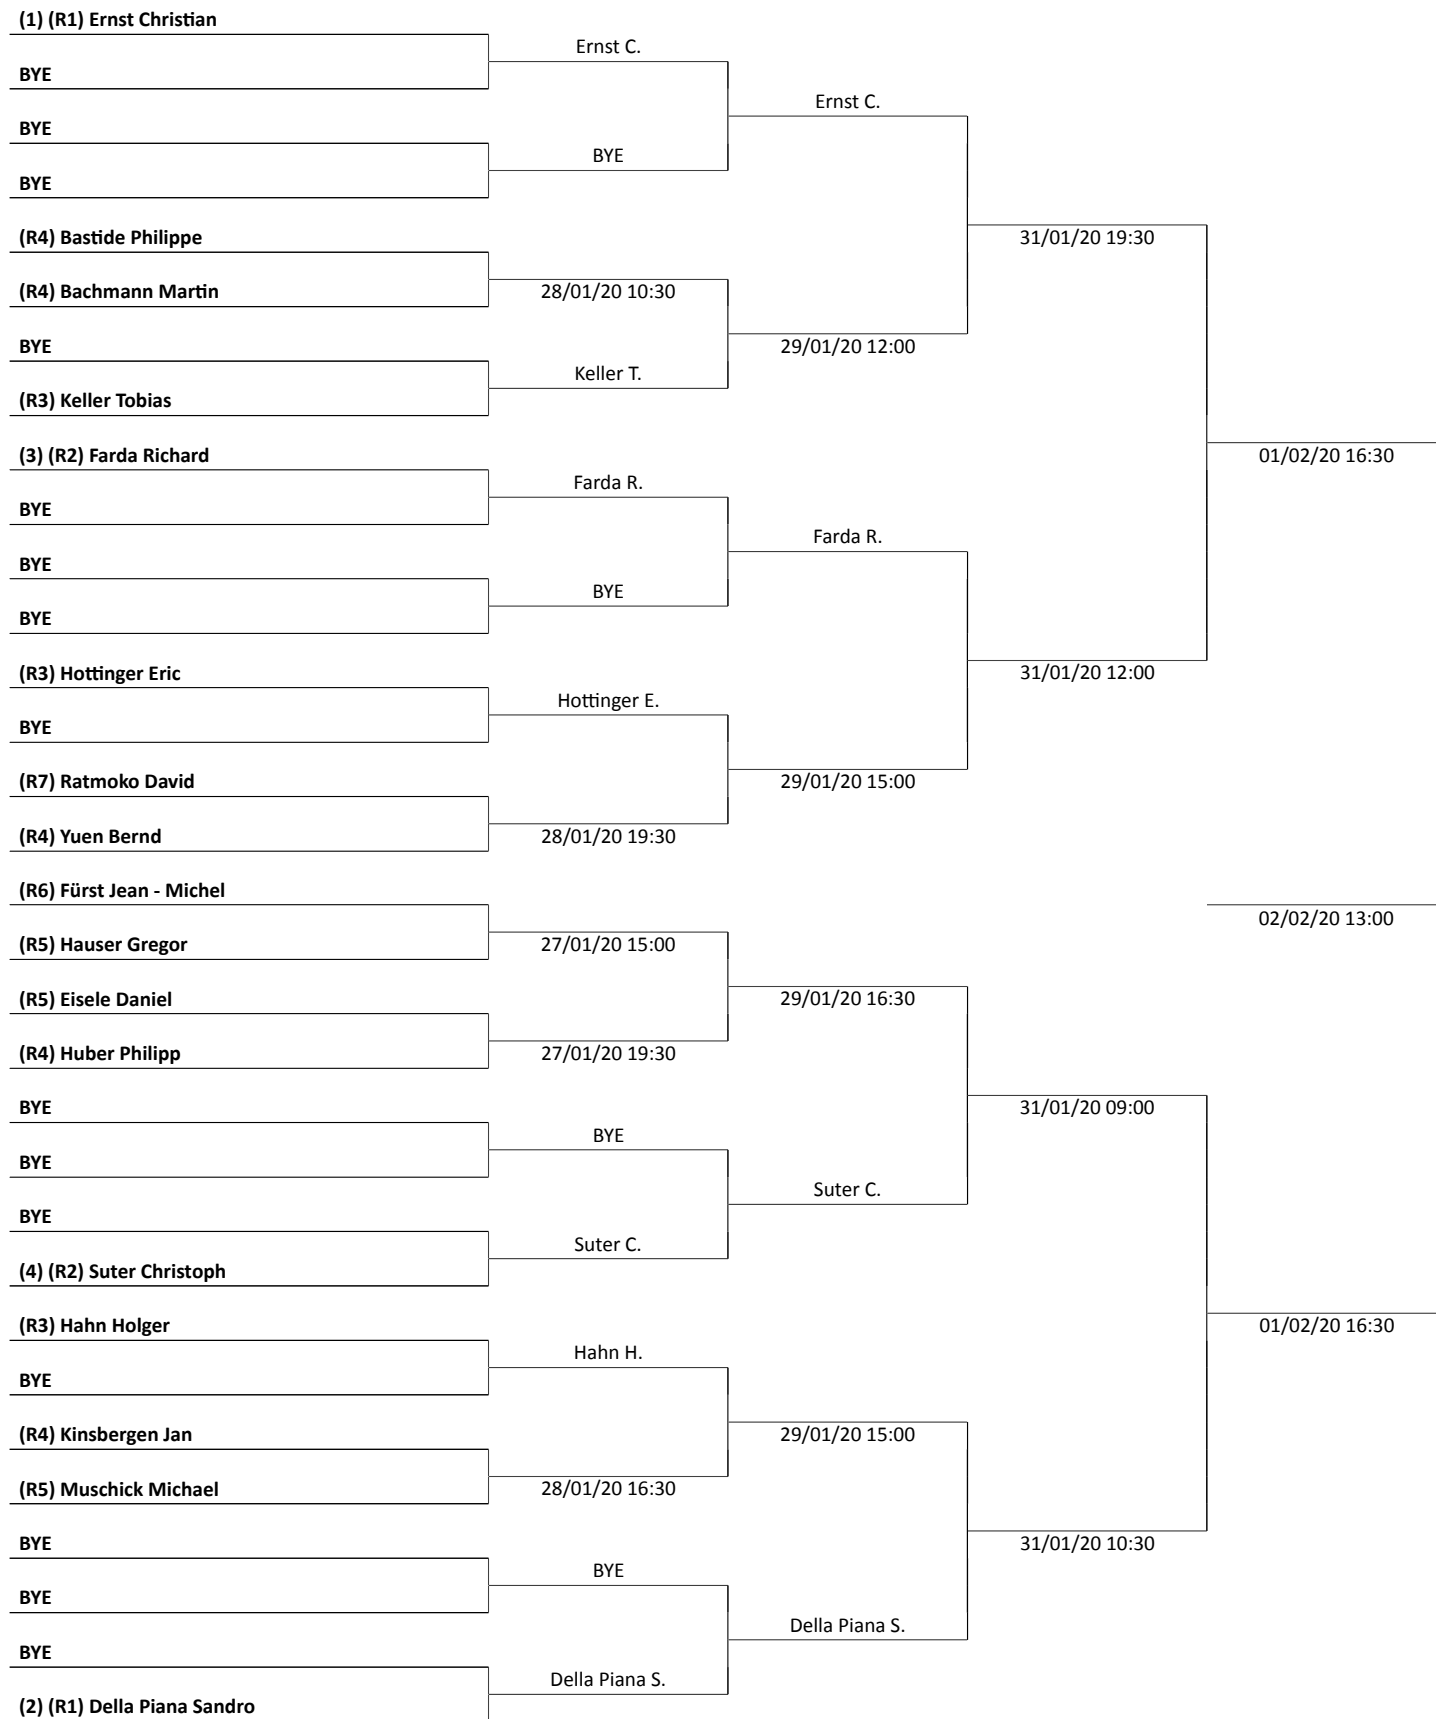 (1) (R1) Ernst Christian
BYE
BYE
BYE
(R4) Bastide Philippe
(R4) Bachmann Martin
BYE
(R3) Keller Tobias
(3) (R2) Farda Richard
BYE
BYE
BYE
(R3) Hottinger Eric
BYE
(R7) Ratmoko David
(R4) Yuen Bernd
(R6) Fürst Jean - Michel
(R5) Hauser Gregor
(R5) Eisele Daniel
(R4) Huber Philipp
BYE
BYE
BYE
(4) (R2) Suter Christoph
(R3) Hahn Holger
BYE
(R4) Kinsbergen Jan
(R5) Muschick Michael
BYE
BYE
BYE
(2) (R1) Della Piana Sandro
Ernst C.
BYE
28/01/20 10:30
Keller T.
Farda R.
BYE
Hottinger E.
28/01/20 19:30
27/01/20 15:00
27/01/20 19:30
BYE
Suter C.
Hahn H.
28/01/20 16:30
BYE
Della Piana S.
Ernst C.
29/01/20 12:00
Farda R.
29/01/20 15:00
29/01/20 16:30
Suter C.
29/01/20 15:00
Della Piana S.
31/01/20 19:30
31/01/20 12:00
31/01/20 09:00
31/01/20 10:30
01/02/20 16:30
02/02/20 13:00
01/02/20 16:30